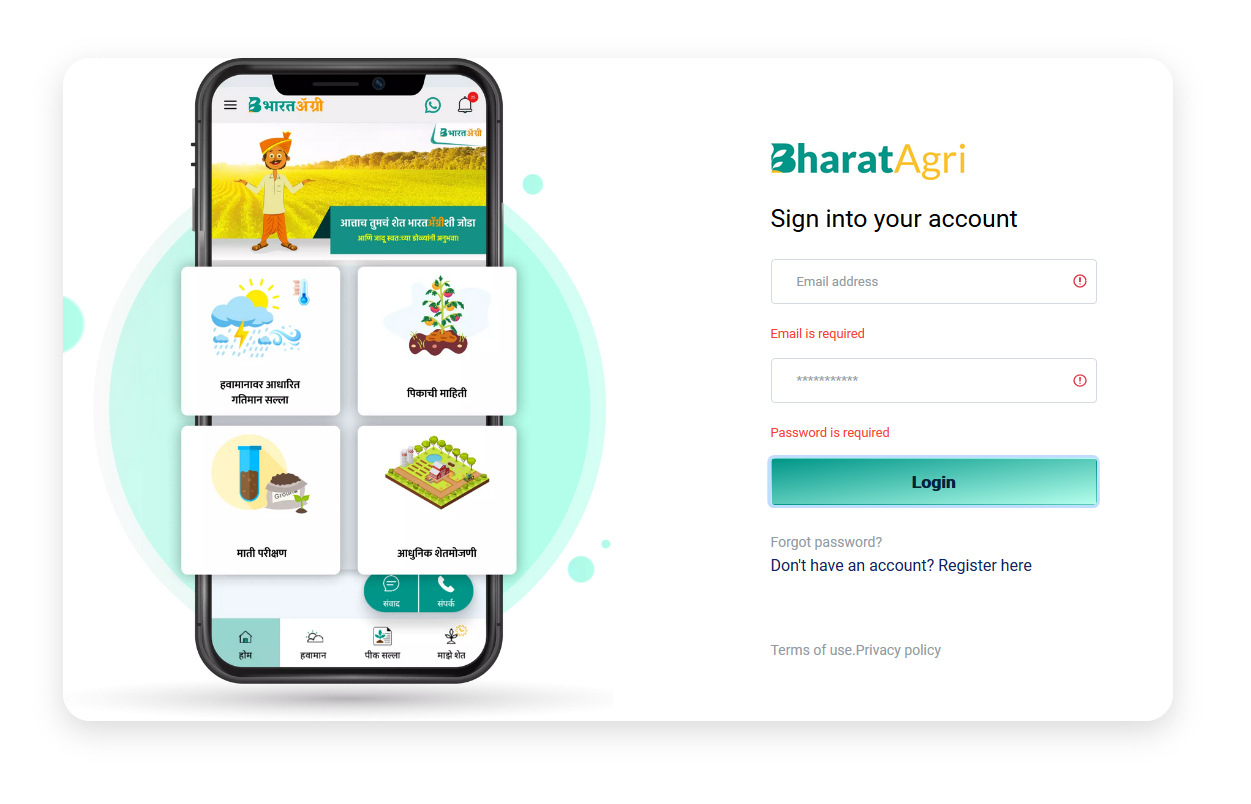 भारतॲग्री
भारतॲग्री
आत्ताच तुमचं शेत भारतॲग्रीशी जोडा
आणि जादू स्वतःच्या डोळ्यांनी अनुभवा!
हवामानावर आधारित
गतिमान सल्ला
पिकाची माहिती
Ground
माती परीक्षण
आधुनिक शेतमोजणी
संवाद
संपर्क
होम
हवामान
पीक सल्ला
माझे शेत
BharatAgri
Sign into your account
Email address
Email is required
***********
Password is required
Login
Forgot password?
Don't have an account? Register here
Terms of use.Privacy policy